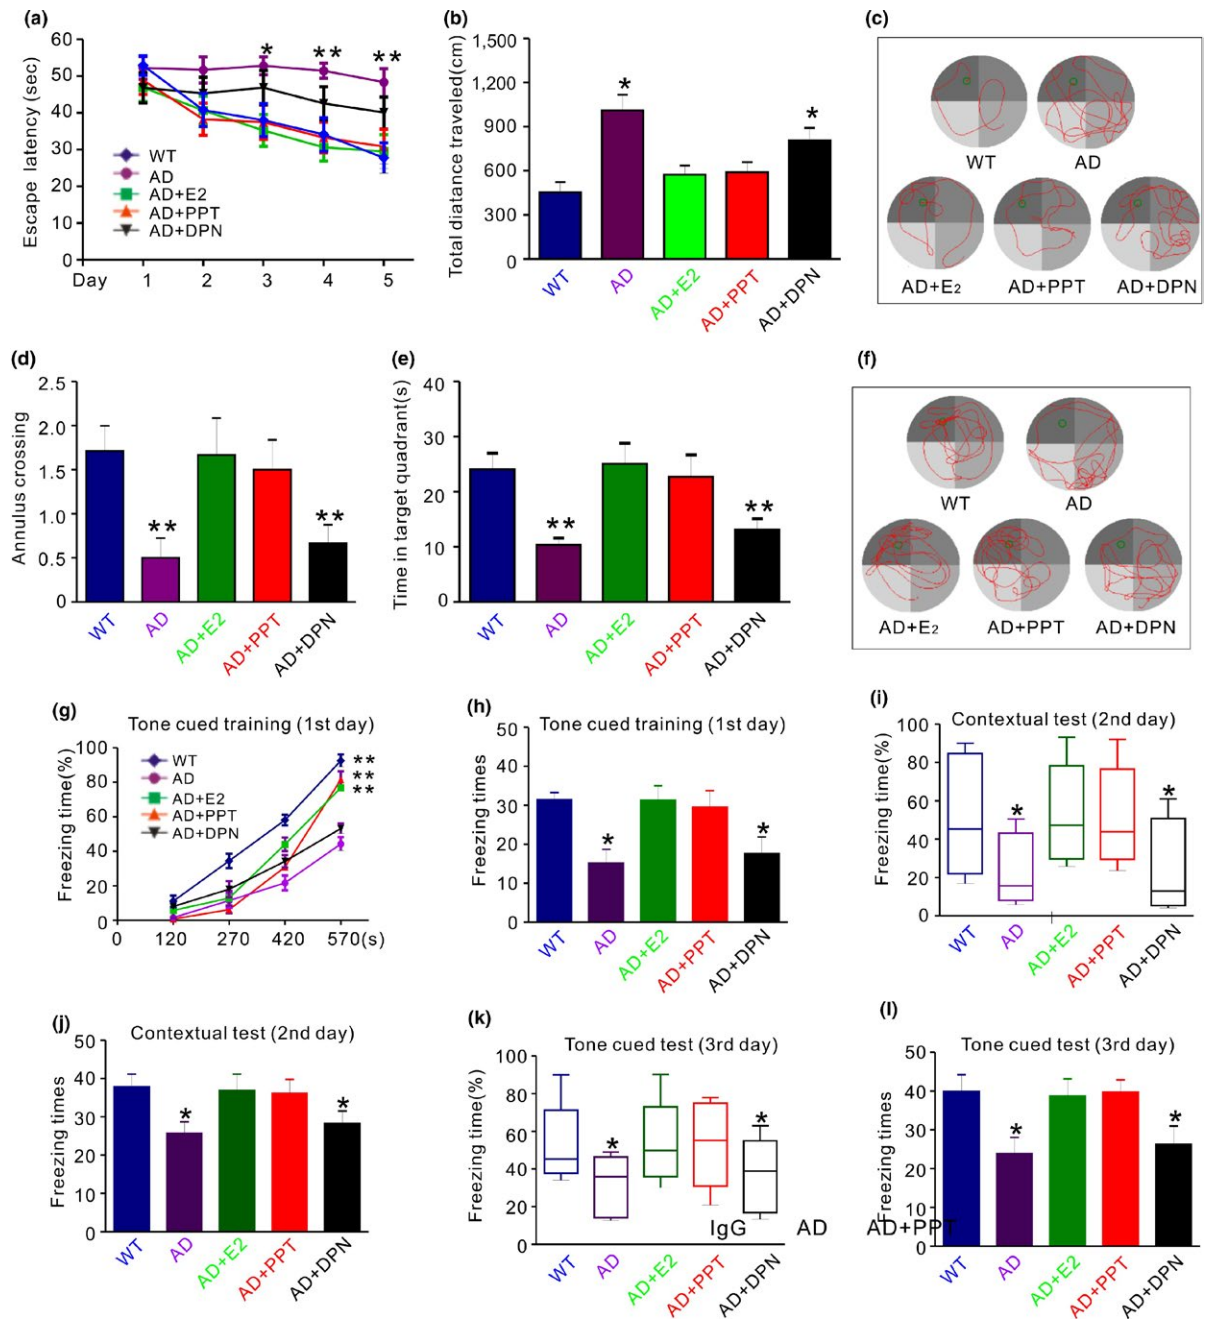 (a)
Escape latency (sec)
60
50
40
30
20
10
0
* ** **
WT
AD
AD+E2
AD+PPT
AD+DPN
Day 1 2 3 4 5
(b)
Total diatance traveled(cm)
1,500
1,200
900
600
300
0
* *
WT AD AD+E2 AD+PPT AD+DPN
(c)
WT AD
AD+E2 AD+PPT AD+DPN
(d)
Annulus crossing
2.5
2.0
1.5
1.0
0.5
0
** **
WT AD AD+E2 AD+PPT AD+DPN
(e)
Time in target quadrant(s)
40
30
20
10
0
** **
WT AD AD+E2 AD+PPT AD+DPN
(f)
WT AD
AD+E2 AD+PPT AD+DPN
(g)
Tone cued training (1st day)
Freezing time(%)
100
80
60
40
20
0
WT
AD
AD+E2
AD+PPT
AD+DPN
**
**
**
0 120 270 420 570(s)
(h)
Tone cued training (1st day)
Freezing times
50
40
30
20
10
0
* *
WT AD AD+E2 AD+PPT AD+DPN
(i)
Contextual test (2nd day)
Freezing time(%)
100
80
60
40
20
0
* *
WT AD AD+E2 AD+PPT AD+DPN
(j)
Contextual test (2nd day)
Freezing times
40
30
20
10
0
* *
WT AD AD+E2 AD+PPT AD+DPN
(k)
Tone cued test (3rd day)
Freezing time(%)
100
80
60
40
20
0
* *
IgG AD AD+PPT
WT AD AD+E2 AD+PPT AD+DPN
(l)
Tone cued test (3rd day)
Freezing times
50
40
30
20
10
0
* *
WT AD AD+E2 AD+PPT AD+DPN